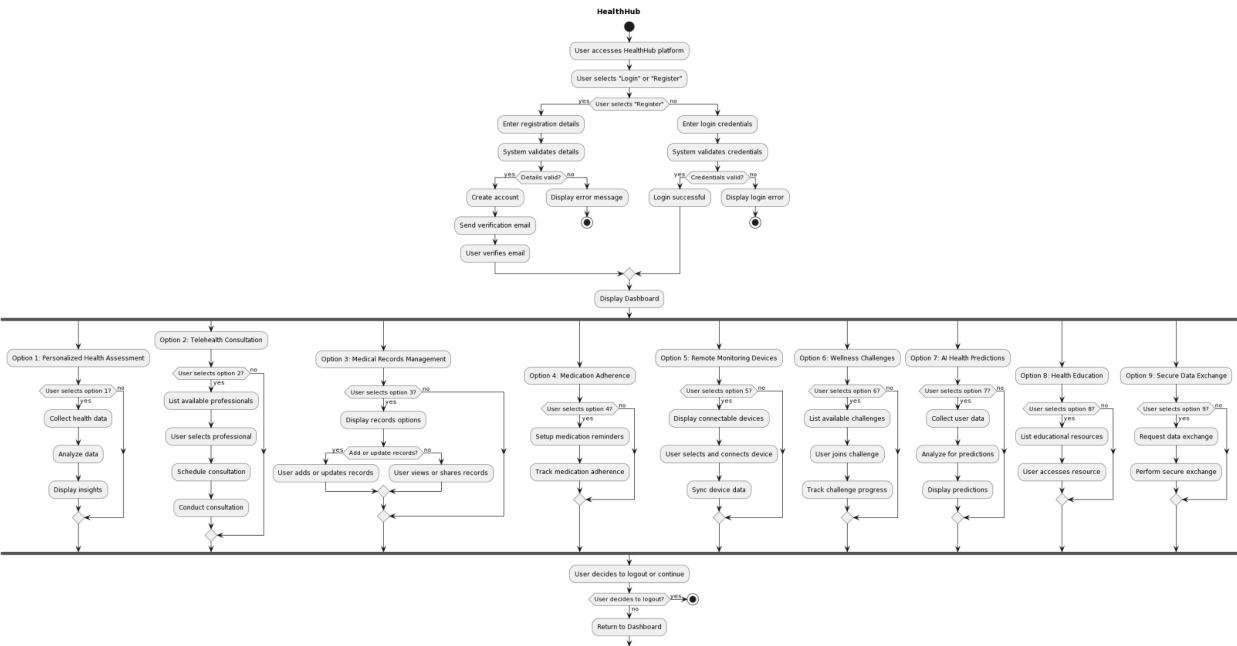 HealthHub
User accesses HealthHub platform
User selects "Login" or "Register"
yes
User selects "Register"
no
Enter registration details
Enter login credentials
System validates details
System validates credentials
yes
Details valid?
no
yes
Credentials valid?
no
Create account
Display error message
Login successful
Display login error
Send verification email
User verifies email
Display Dashboard
Option 1: Personalized Health Assessment
User selects option 1?
no
yes
Collect health data
Analyze data
Display insights
Option 2: Telehealth Consultation
User selects option 2?
no
yes
List available professionals
User selects professional
Schedule consultation
Conduct consultation
Option 3: Medical Records Management
User selects option 3?
no
yes
Display records options
yes
Add or update records?
no
User adds or updates records
User views or shares records
Option 4: Medication Adherence
User selects option 4?
no
yes
Setup medication reminders
Track medication adherence
Option 5: Remote Monitoring Devices
User selects option 5?
no
yes
Display connectable devices
User selects and connects device
Sync device data
Option 6: Wellness Challenges
User selects option 6?
no
yes
List available challenges
User joins challenge
Track challenge progress
Option 7: AI Health Predictions
User selects option 7?
no
yes
Collect user data
Analyze for predictions
Display predictions
Option 8: Health Education
User selects option 8?
no
yes
List educational resources
User accesses resource
Option 9: Secure Data Exchange
User selects option 9?
no
yes
Request data exchange
Perform secure exchange
User decides to logout or continue
User decides to logout?
yes
no
Return to Dashboard